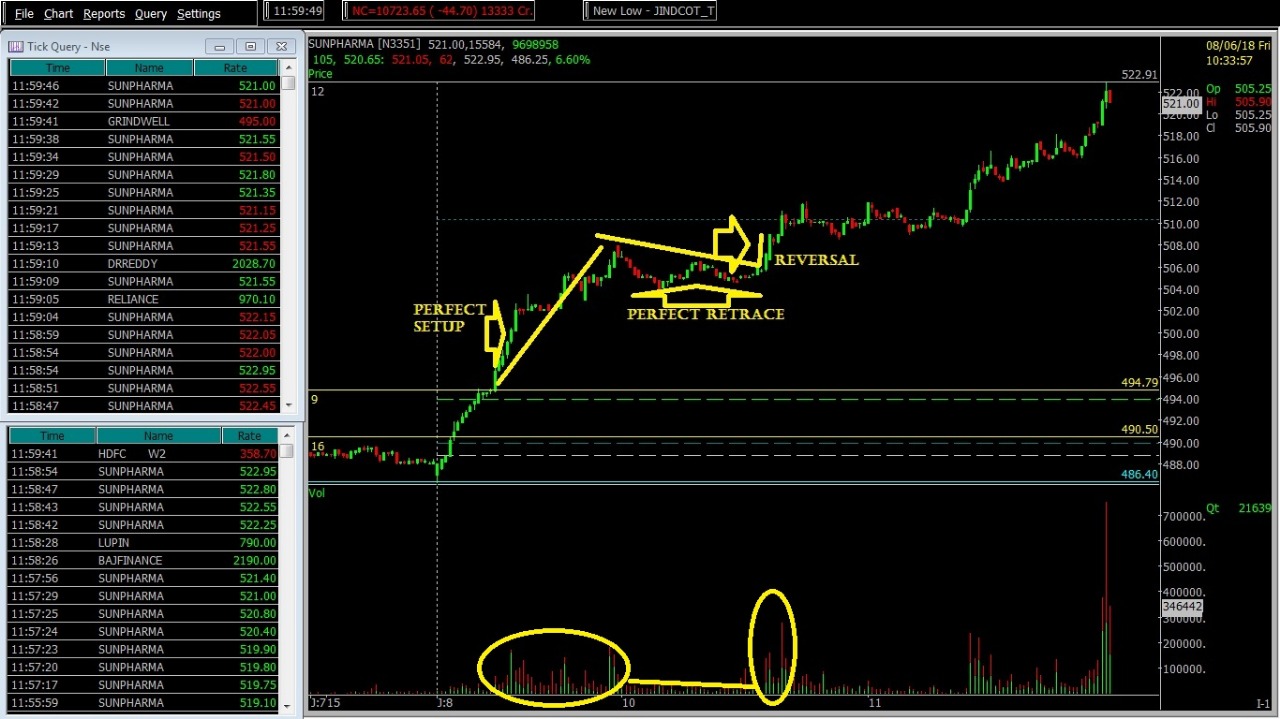 File Chart Reports Query Settings
11:59:49
NC=10723.65 ( -44.70) 13333 Cr.
New Low - JINDCOT_T
Tick Query - Nse
Time Name Rate
11:59:46 SUNPHARMA 521.00
11:59:42 SUNPHARMA 521.00
11:59:41 GRINDWELL 495.00
11:59:38 SUNPHARMA 521.55
11:59:34 SUNPHARMA 521.50
11:59:29 SUNPHARMA 521.80
11:59:25 SUNPHARMA 521.35
11:59:21 SUNPHARMA 521.15
11:59:17 SUNPHARMA 521.25
11:59:13 SUNPHARMA 521.55
11:59:10 DRREDDY 2028.70
11:59:09 SUNPHARMA 521.55
11:59:05 RELIANCE 970.10
11:59:04 SUNPHARMA 522.15
11:58:59 SUNPHARMA 522.05
11:58:54 SUNPHARMA 522.00
11:58:54 SUNPHARMA 522.95
11:58:51 SUNPHARMA 522.55
11:58:47 SUNPHARMA 522.45
Time Name Rate
11:59:41 HDFC W2 358.70
11:58:54 SUNPHARMA 522.95
11:58:47 SUNPHARMA 522.80
11:58:43 SUNPHARMA 522.55
11:58:42 SUNPHARMA 522.25
11:58:28 LUPIN 790.00
11:58:26 BAJFINANCE 2190.00
11:57:56 SUNPHARMA 521.40
11:57:29 SUNPHARMA 521.00
11:57:25 SUNPHARMA 520.80
11:57:24 SUNPHARMA 520.40
11:57:23 SUNPHARMA 519.90
11:57:20 SUNPHARMA 519.80
11:57:17 SUNPHARMA 519.75
11:55:59 SUNPHARMA 519.10
SUNPHARMA [N3351] 521.00,15584, 9698958
105, 520.65: 521.05, 62, 522.95, 486.25, 6.60%
Price
522.91
12
PERFECT
SETUP
REVERSAL
PERFECT RETRACE
494.79
9
490.50
16
486.40
522.00
521.00
520.00
518.00
516.00
514.00
512.00
510.00
508.00
506.00
504.00
502.00
500.00
498.00
496.00
494.00
492.00
490.00
488.00
08/06/18 Fri
10:33:57
Op 505.25
Hi 505.90
Lo 505.25
Cl 505.90
Vol
700000.
600000.
500000.
400000.
346442
300000.
200000.
100000.
Qt 21639
J:715 J:8 10 11 I-1